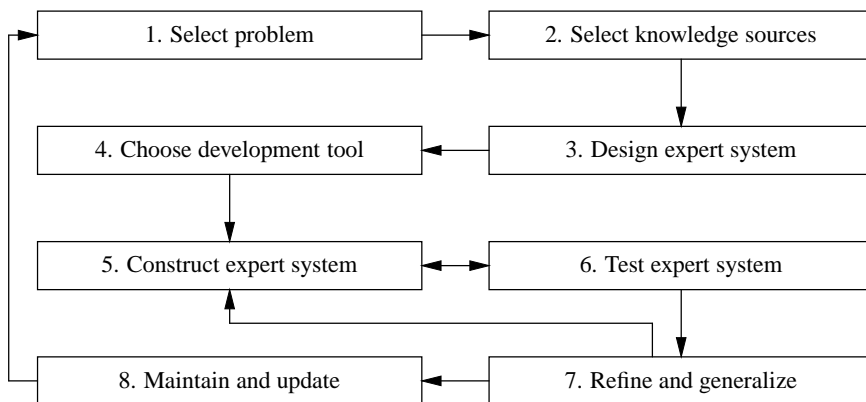 1. Select problem
2. Select knowledge sources
4. Choose development tool
3. Design expert system
5. Construct expert system
6. Test expert system
8. Maintain and update
7. Refine and generalize